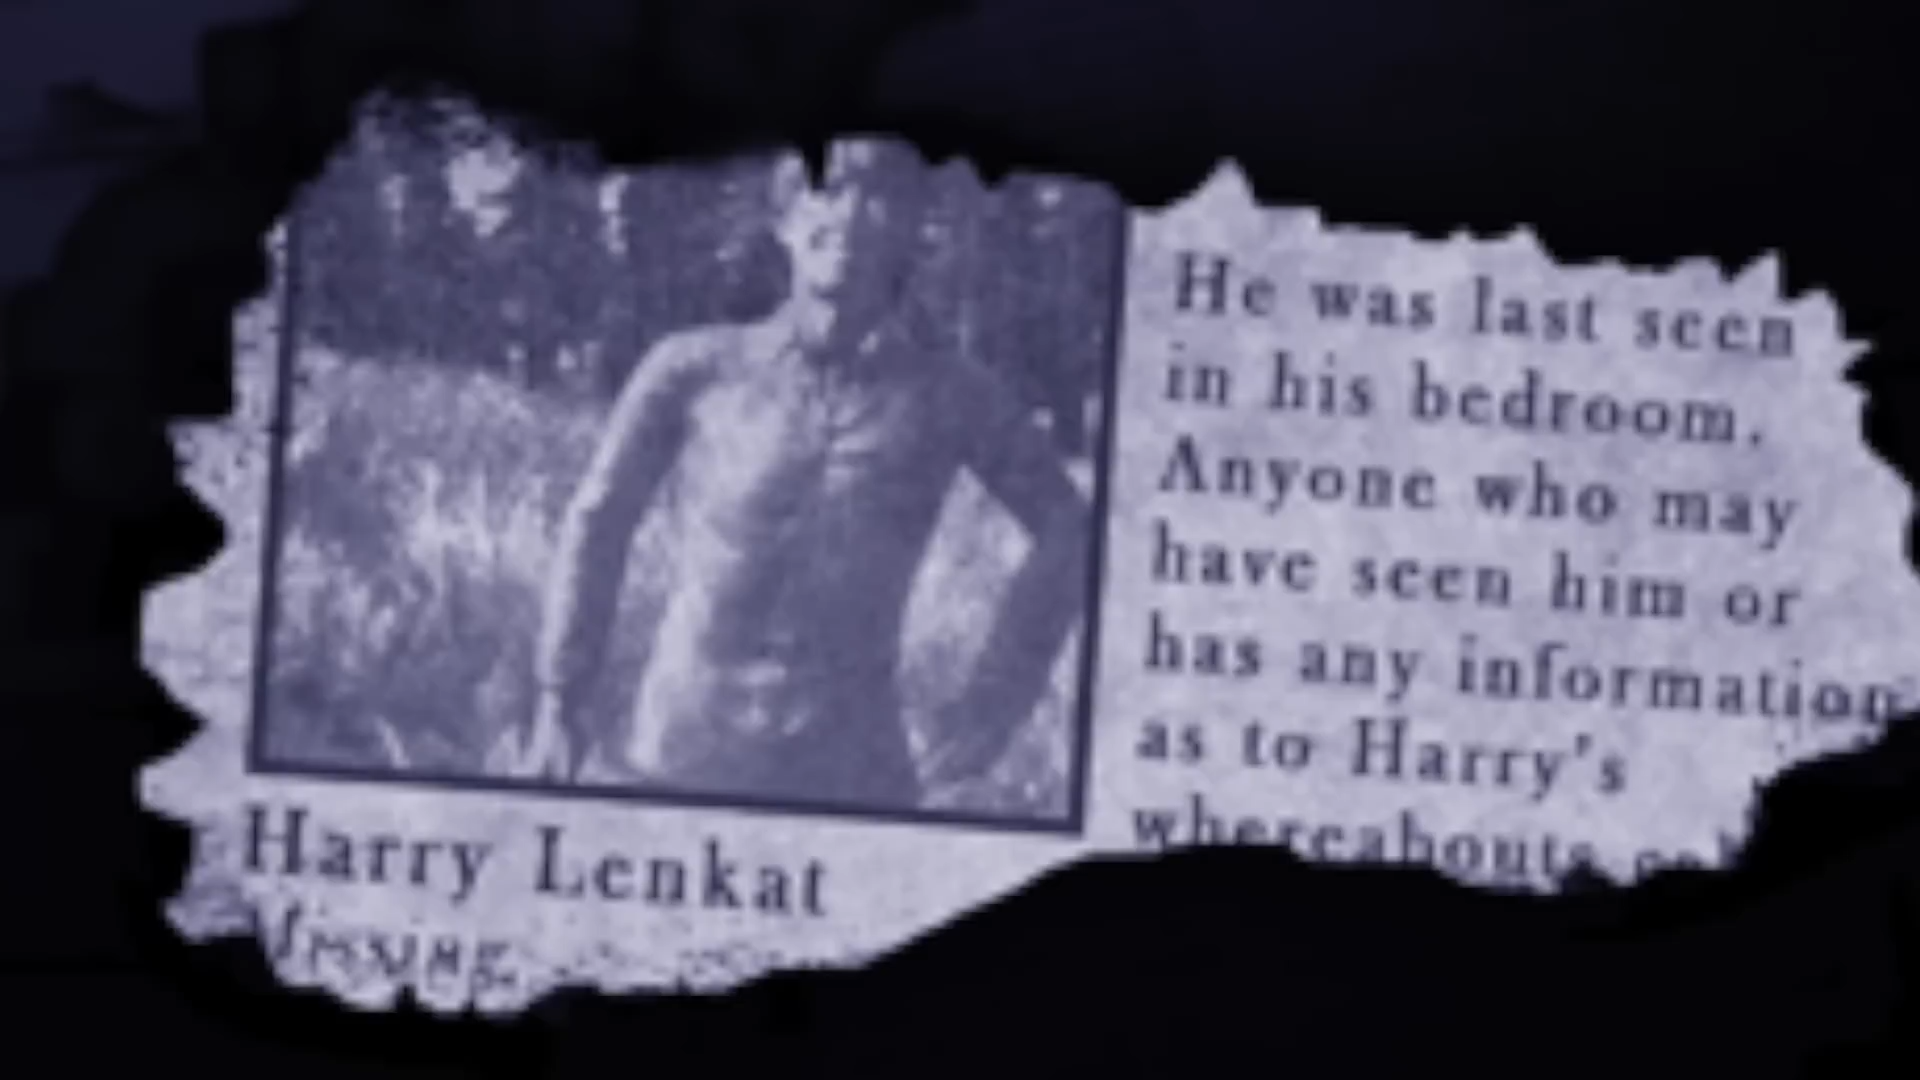 He was last seen
in his bedroom.
Anyone who may
have seen him or
has any information
as to Harry's
whereabouts
Harry Lenkat